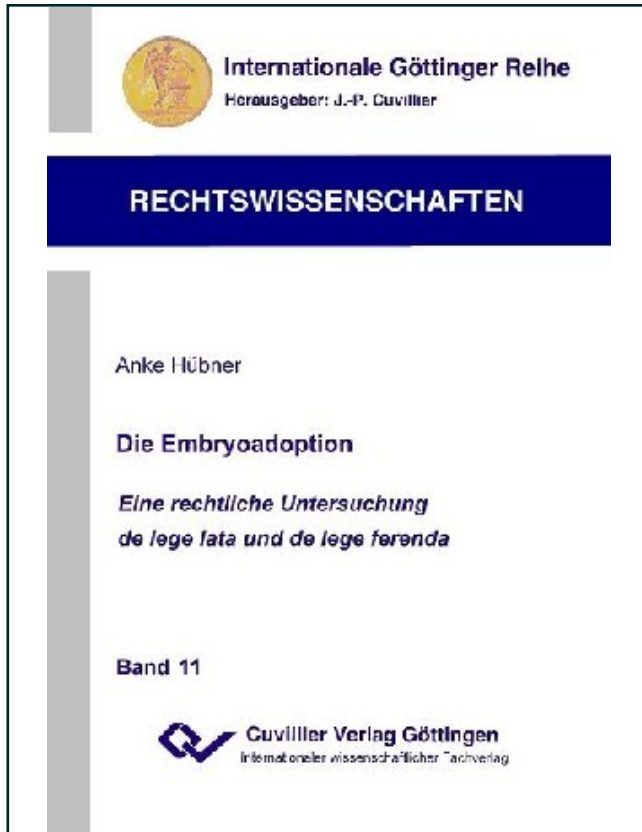 Internationale Göttinger Reihe
Herausgeber: J.-P. Cuvillier
RECHTSWISSENSCHAFTEN
Anke Hübner
Die Embryoadoption
Eine rechtliche Untersuchung
de lege lata und de lege ferenda
Band 11
Cuvillier Verlag Göttingen
Internationaler wissenschaftlicher Fachverlag